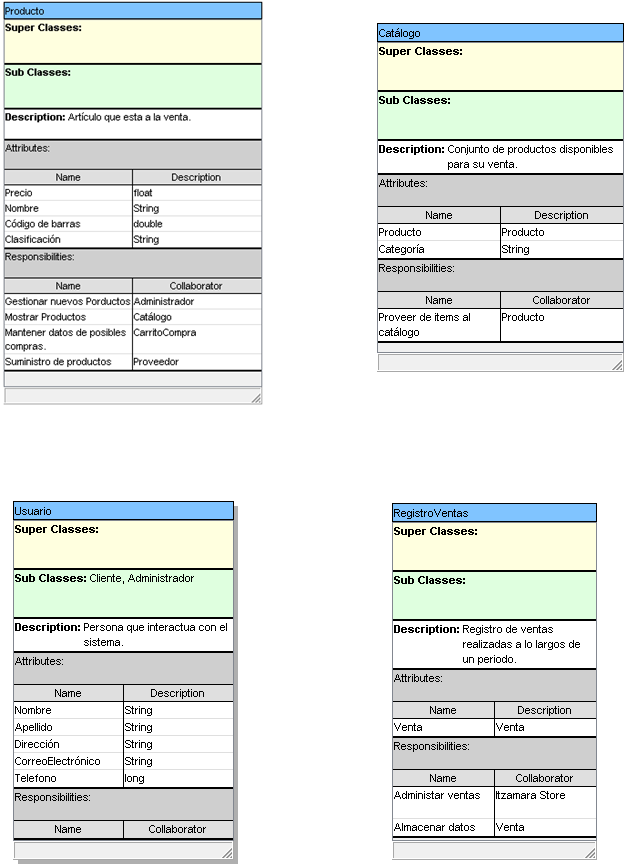 Producto
Super Classes:
Sub Classes:
Description: Artículo que esta a la venta.
Attributes:
Name Description
Precio float
Nombre String
Código de barras double
Clasificación String
Responsibilities:
Name Collaborator
Gestionar nuevos Porductos Administrador
Mostrar Productos Catálogo
Mantener datos de posibles CarritoCompra
compras.
Suministro de productos Proveedor
Catálogo
Super Classes:
Sub Classes:
Description: Conjunto de productos disponibles
para su venta.
Attributes:
Name Description
Producto Producto
Categoría String
Responsibilities:
Name Collaborator
Proveer de items al Producto
catálogo
Usuario
Super Classes:
Sub Classes: Cliente, Administrador
Description: Persona que interactua con el
sistema.
Attributes:
Name Description
Nombre String
Apellido String
Dirección String
CorreoElectrónico String
Telefono long
Responsibilities:
Name Collaborator
RegistroVentas
Super Classes:
Sub Classes:
Description: Registro de ventas
realizadas a lo largos de
un periodo.
Attributes:
Name Description
Venta Venta
Responsibilities:
Name Collaborator
Administar ventas Itzamara Store
Almacenar datos Venta